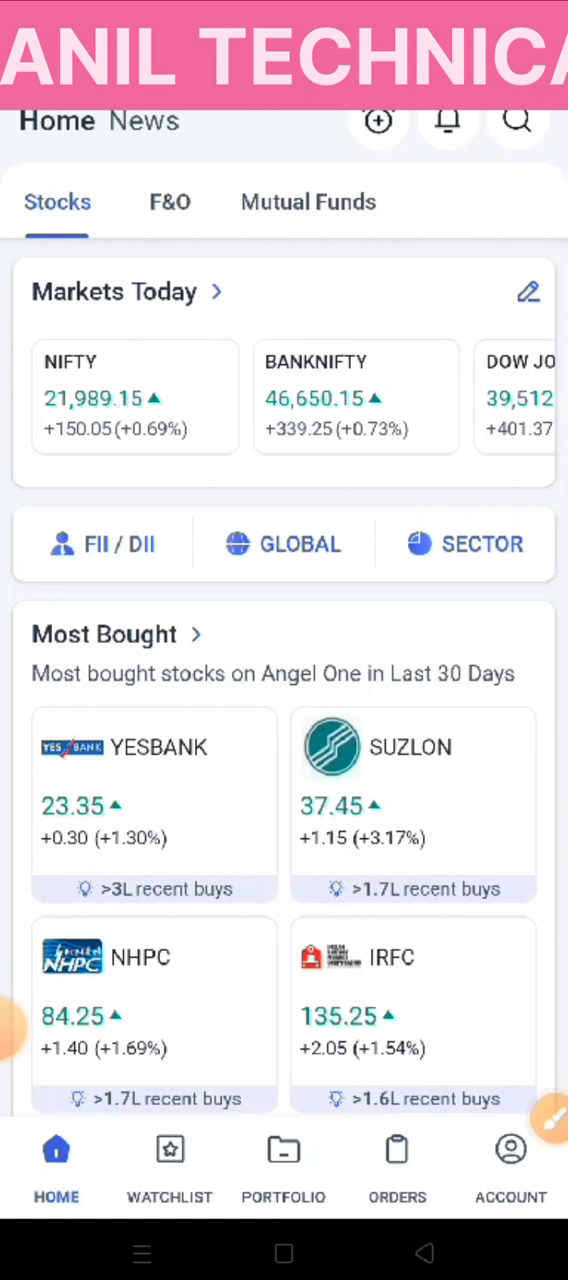 ANIL TECHNICA
Home News
Stocks F&O Mutual Funds
Markets Today
NIFTY BANKNIFTY DOW JO
21,989.15 46,650.15 39,512
+150.05(+0.69%) +339.25(+0.73%) +401.37
FII / DII GLOBAL SECTOR
Most Bought
Most bought stocks on Angel One in Last 30 Days
YES BANK YESBANK SUZLON
23.35 37.45
+0.30 (+1.30%) +1.15 (+3.17%)
>3L recent buys >1.7L recent buys
NHPC NHPC IRFC
84.25 135.25
+1.40 (+1.69%) +2.05 (+1.54%)
>1.7L recent buys >1.6L recent buys
HOME WATCHLIST PORTFOLIO ORDERS ACCOUNT